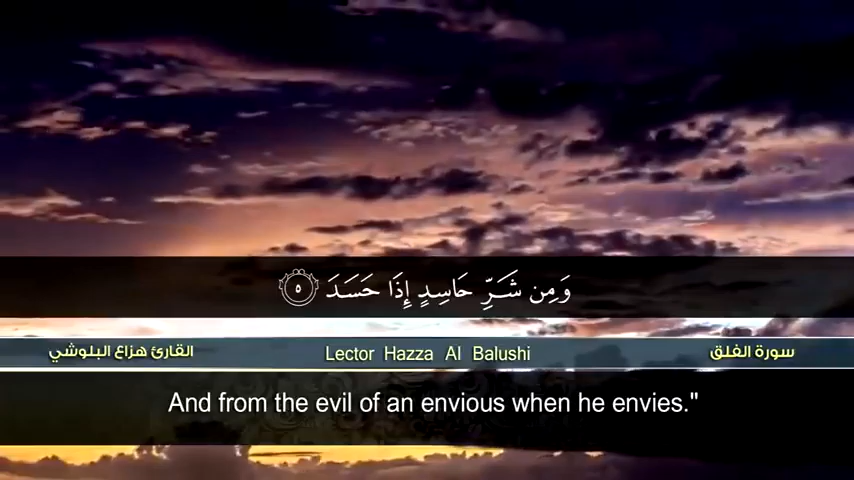 وَمِن شَرِّ حَاسِدٍ إِذَا حَسَدَ ٥
سورة الفلق
Lector Hazza Al Balushi
القارئ هزاع البلوشي
And from the evil of an envious when he envies."